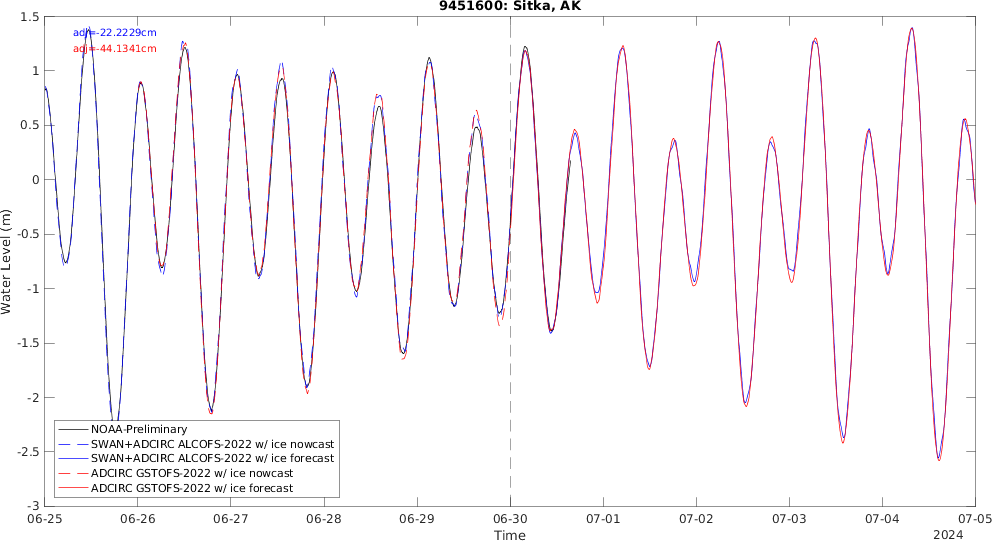 9451600: Sitka, AK
adj=-22.2229cm
adj=-44.1341cm
1.5
1
0.5
0
-0.5
-1
-1.5
-2
-2.5
-3
Water Level (m)
NOAA-Preliminary
SWAN+ADCIRC ALCOFS-2022 w/ ice nowcast
SWAN+ADCIRC ALCOFS-2022 w/ ice forecast
ADCIRC GSTOFS-2022 w/ ice nowcast
ADCIRC GSTOFS-2022 w/ ice forecast
06-25 06-26 06-27 06-28 06-29 06-30 07-01 07-02 07-03 07-04 07-05
Time
2024